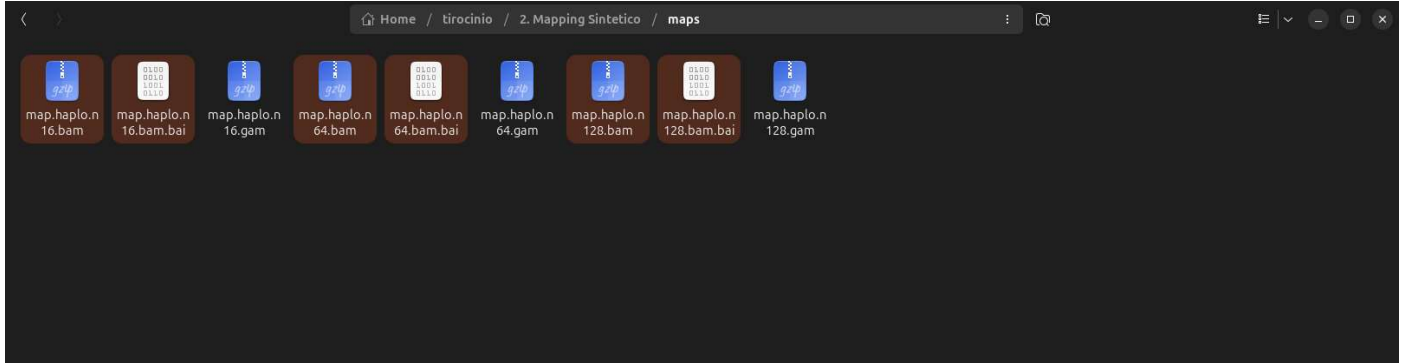 Home / tirocinio / 2. Mapping Sintetico / maps
gzip
map.haplo.n
16.bam
0100
0010
1001
0110
map.haplo.n
16.bam.bai
gzip
map.haplo.n
16.gam
gzip
map.haplo.n
64.bam
0100
0010
1001
0110
map.haplo.n
64.bam.bai
gzip
map.haplo.n
64.gam
gzip
map.haplo.n
128.bam
0100
0010
1001
0110
map.haplo.n
128.bam.bai
gzip
map.haplo.n
128.gam